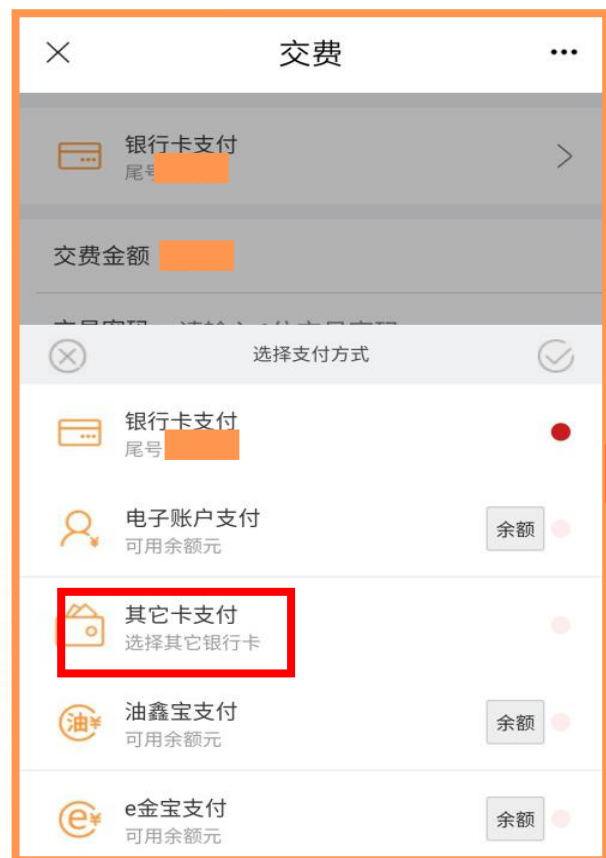 交费
银行卡支付
尾号
交费金额
选择支付方式
银行卡支付
尾号
电子账户支付
可用余额元
余额
其它卡支付
选择其它银行卡
油¥
油鑫宝支付
可用余额元
余额
e¥
e金宝支付
可用余额元
余额